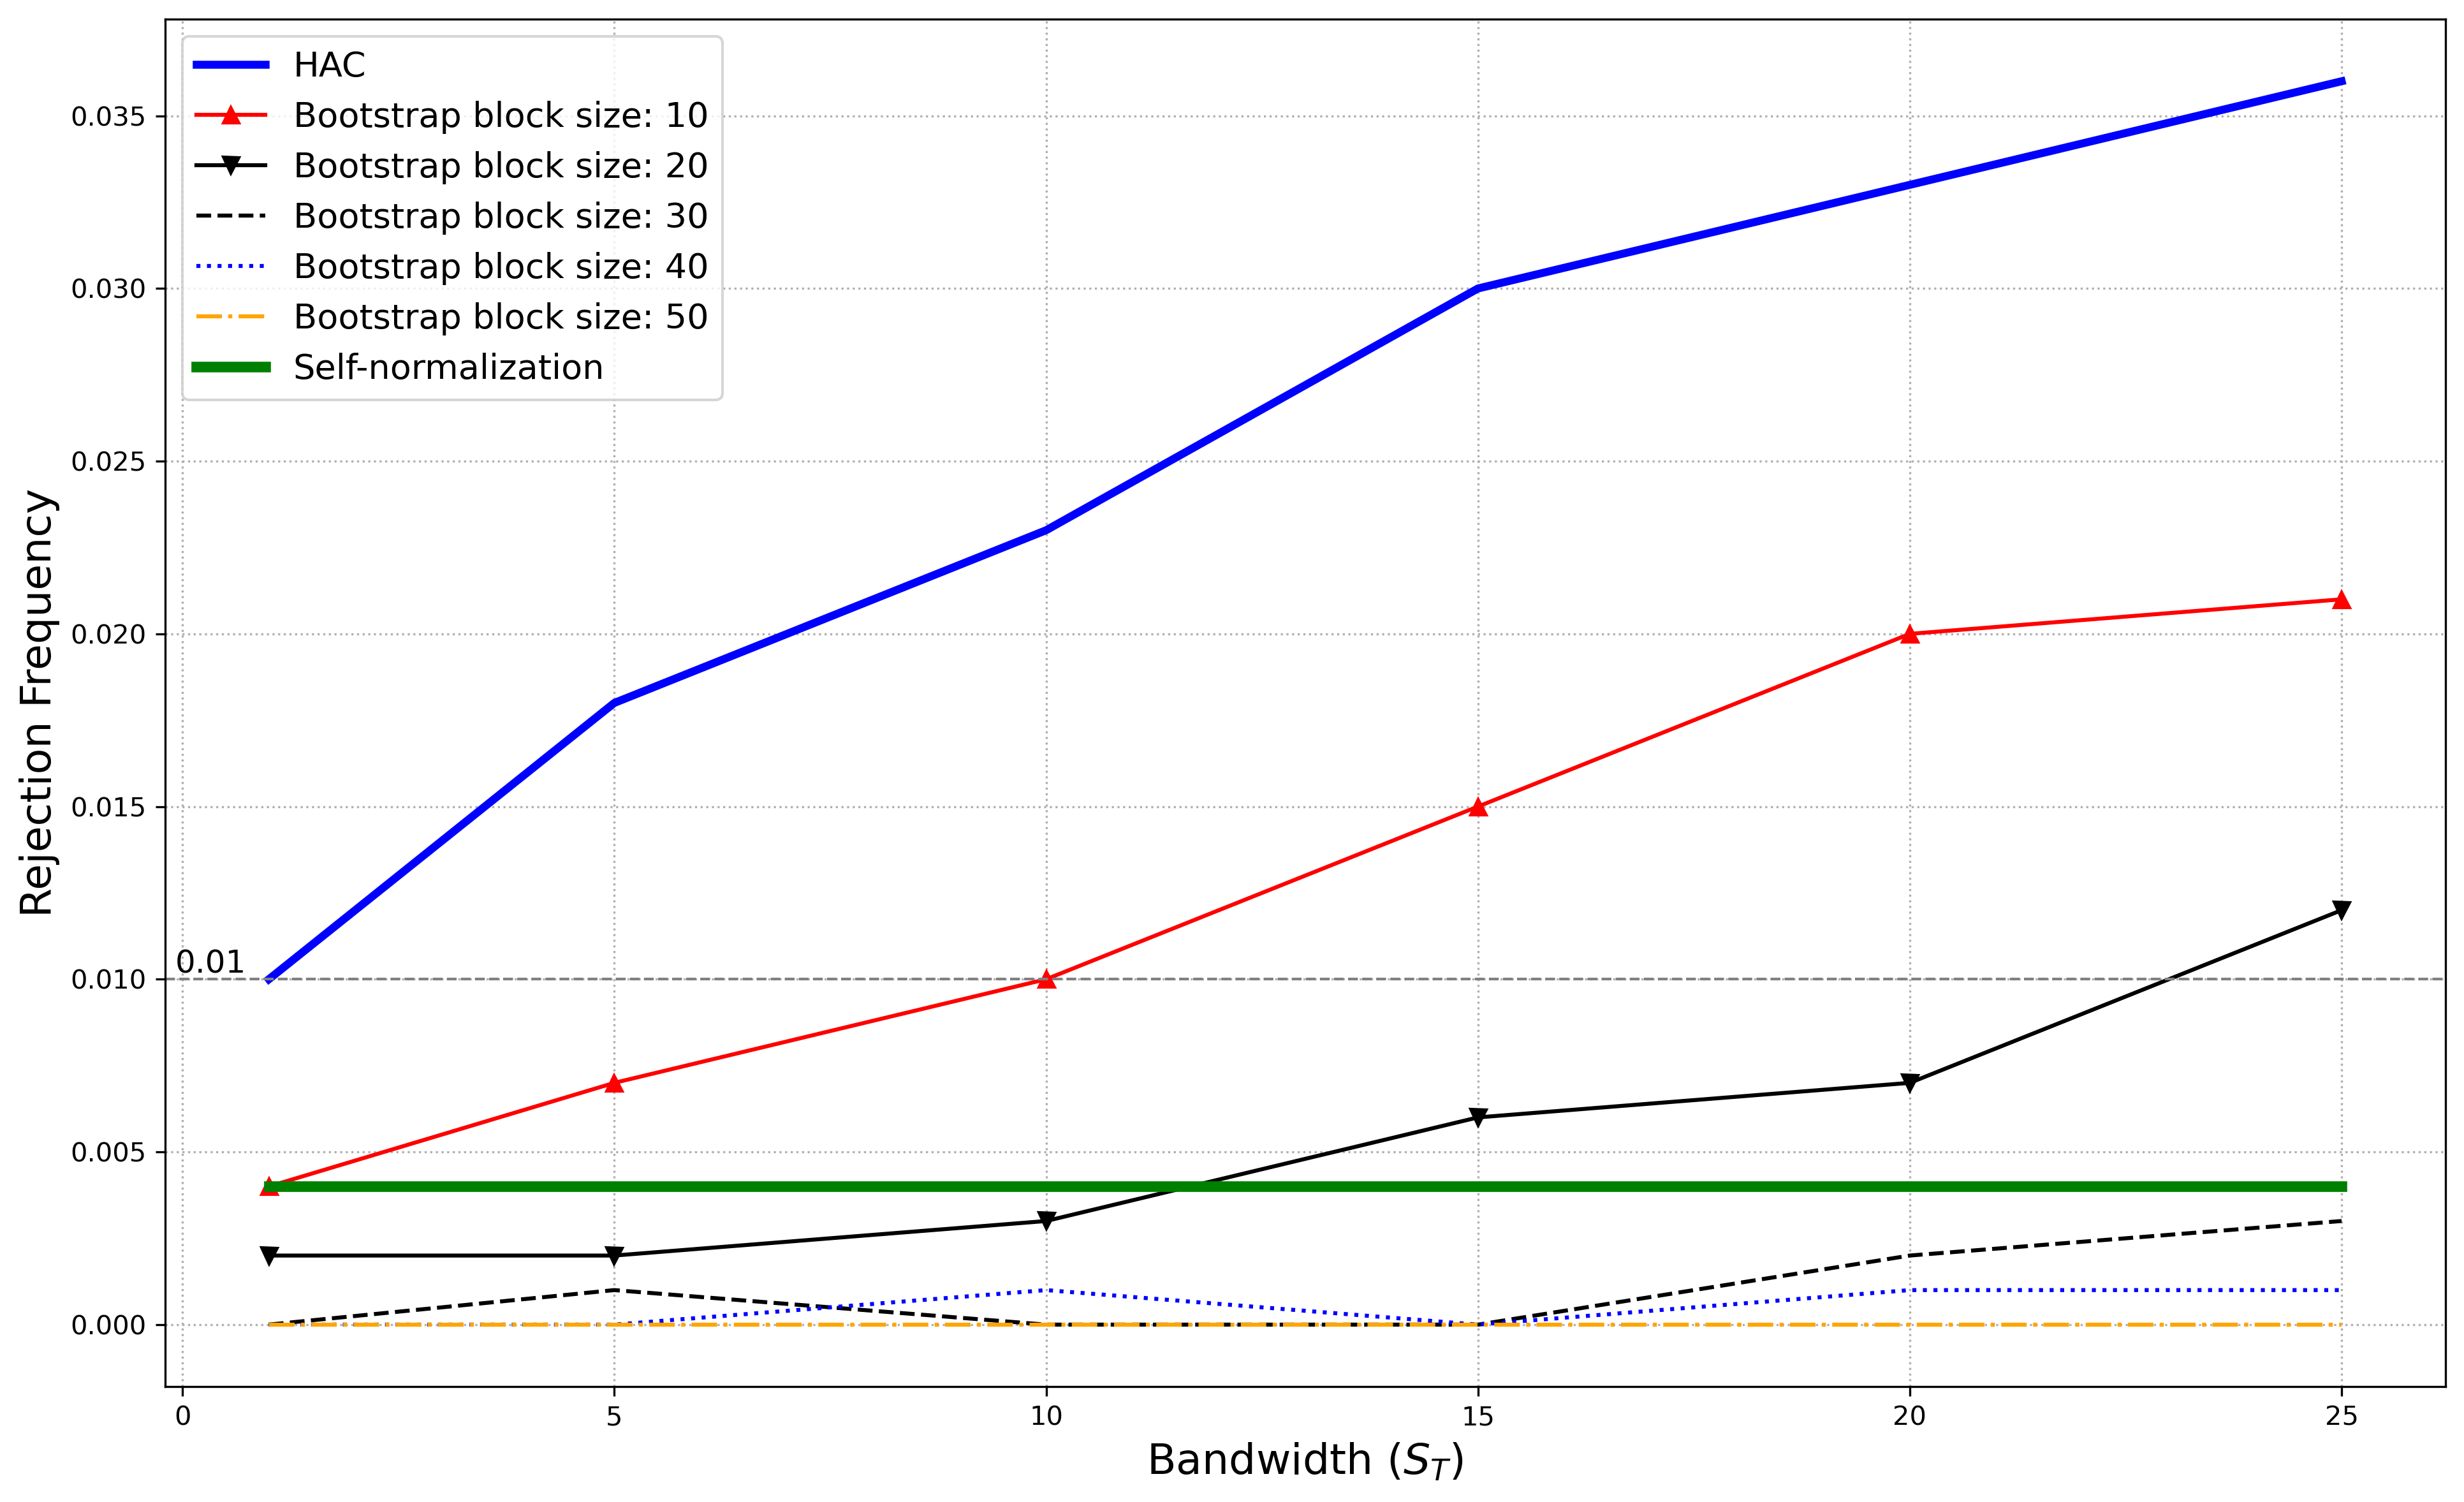 HAC
Bootstrap block size: 10
Bootstrap block size: 20
Bootstrap block size: 30
Bootstrap block size: 40
Bootstrap block size: 50
Self-normalization
Rejection Frequency
0.035
0.030
0.025
0.020
0.015
0.010
0.005
0.000
0.01
0 5 10 15 20 25
Bandwidth (S_T)